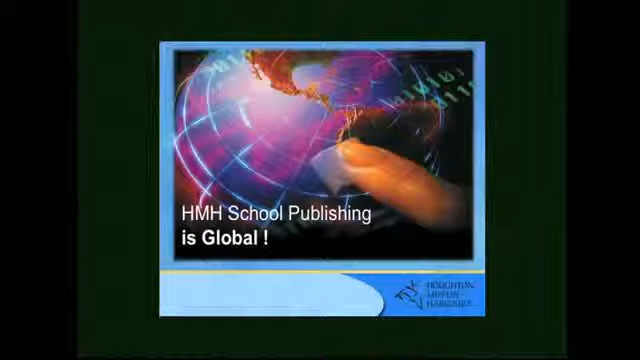 HMH School Publishing
is Global !
HOUGHTON
MIFFLIN
HARCOURT